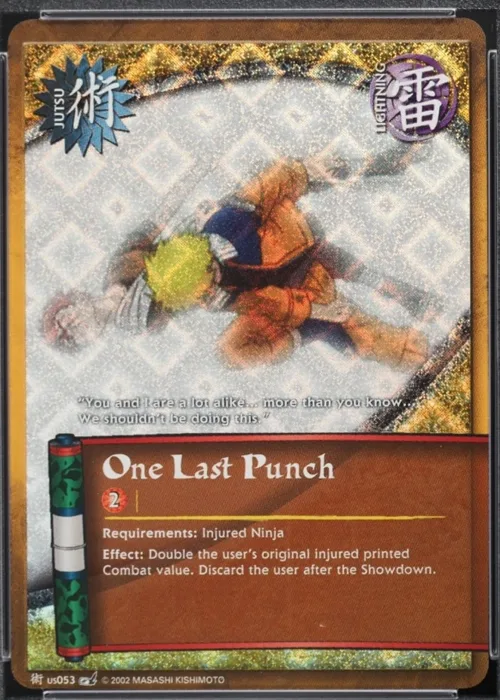 JUTSU
術
LIGHTNING
雷
"You and I are a lot alike... more than you know...
We shouldn't be doing this."
One Last Punch
2
Requirements: Injured Ninja
Effect: Double the user's original injured printed
Combat value. Discard the user after the Showdown.
術 US053 © 2002 MASASHI KISHIMOTO